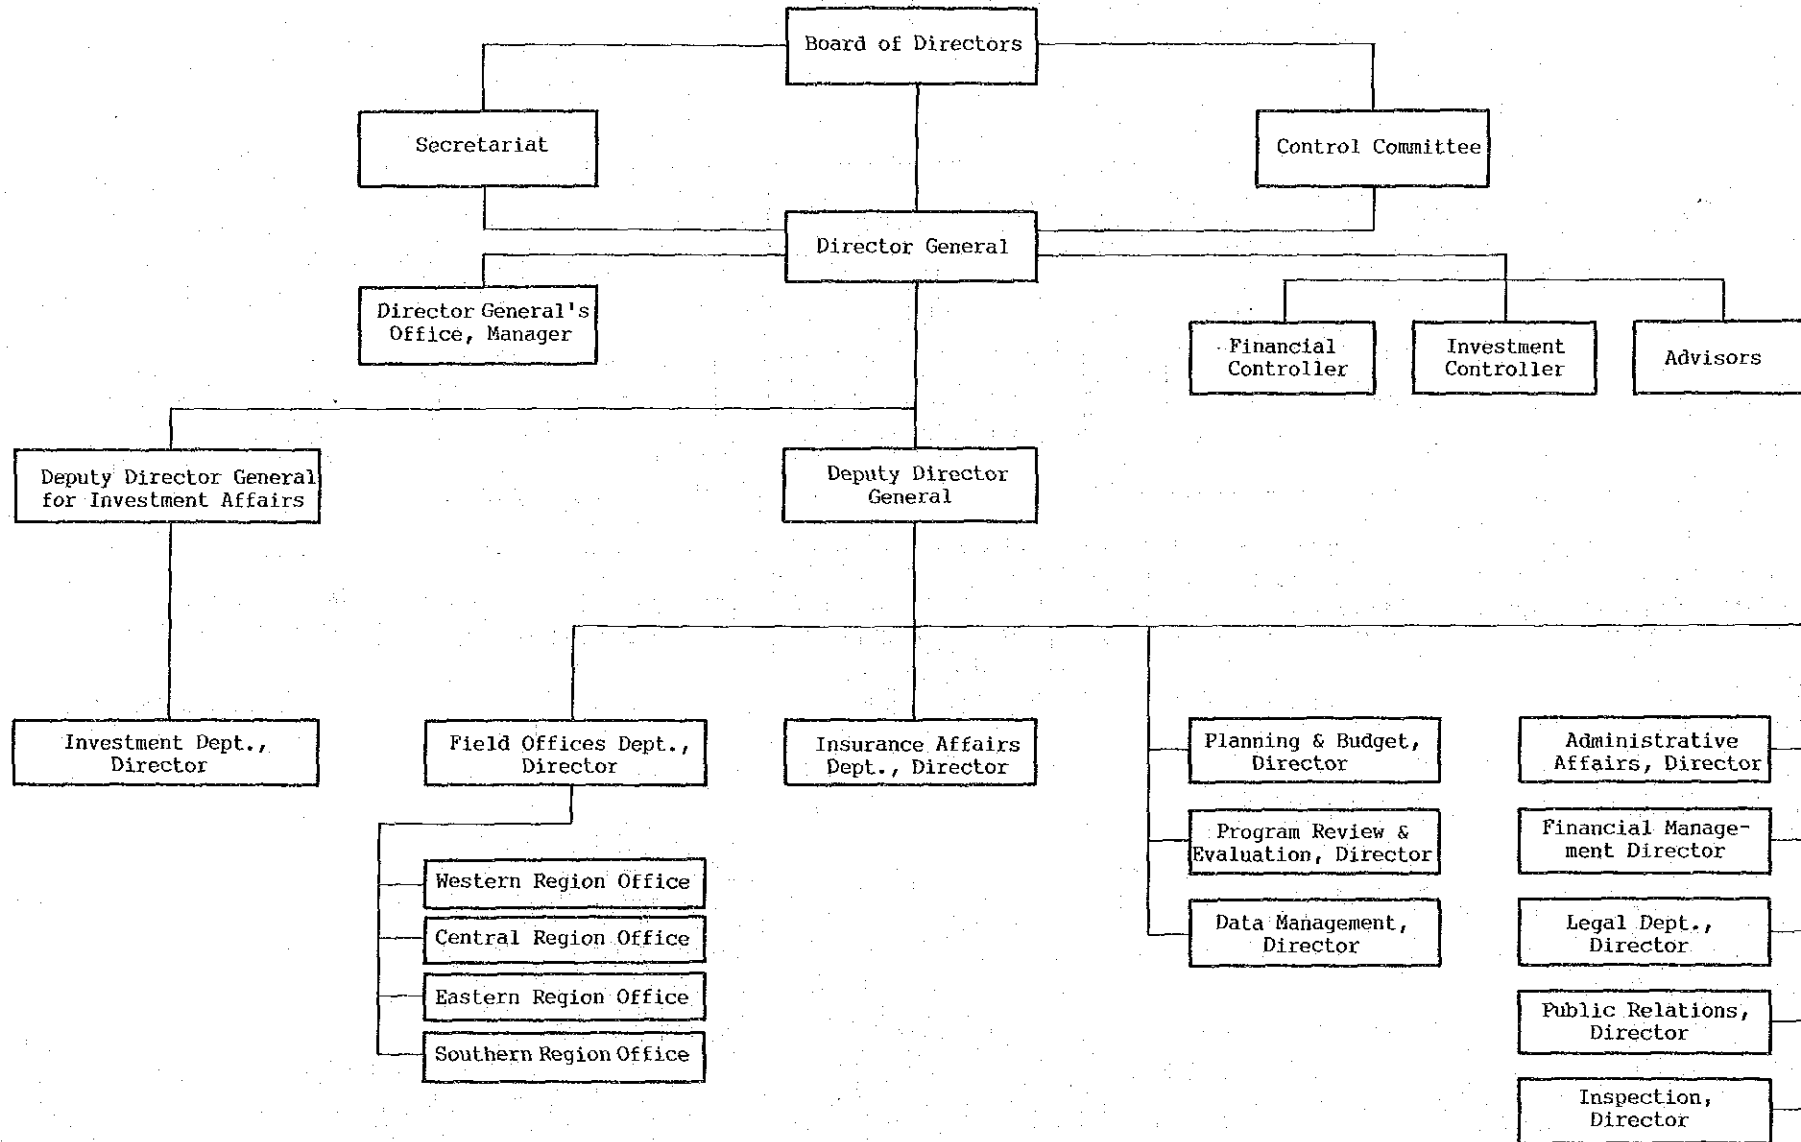 Board of Directors
Secretariat
Control Committee
Director General
Director General's
Office, Manager
Financial
Controller
Investment
Controller
Advisors
Deputy Director General
for Investment Affairs
Deputy Director
General
Investment Dept.,
Director
Field Offices Dept.,
Director
Western Region Office
Central Region Office
Eastern Region Office
Southern Region Office
Insurance Affairs
Dept., Director
Planning & Budget,
Director
Program Review &
Evaluation, Director
Data Management,
Director
Administrative
Affairs, Director
Financial Manage-
ment Director
Legal Dept.,
Director
Public Relations,
Director
Inspection,
Director